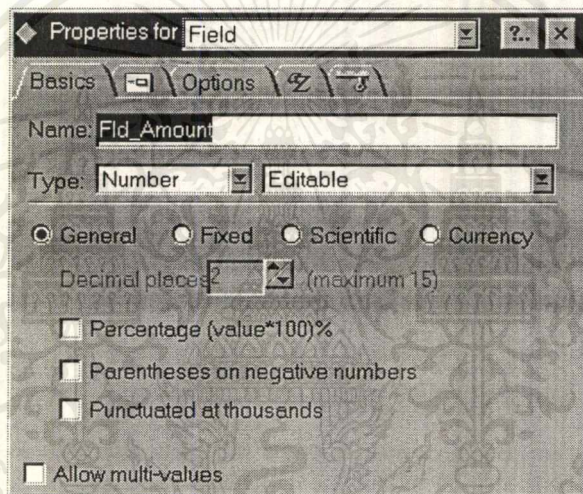 Properties for Field ?..
Basics Options
Name: Fld_Amount
Type: Number Editable
General Fixed Scientific Currency
Decimal places 2 (maximum 15)
Percentage (value*100)%
Parentheses on negative numbers
Punctuated at thousands
Allow multi-values